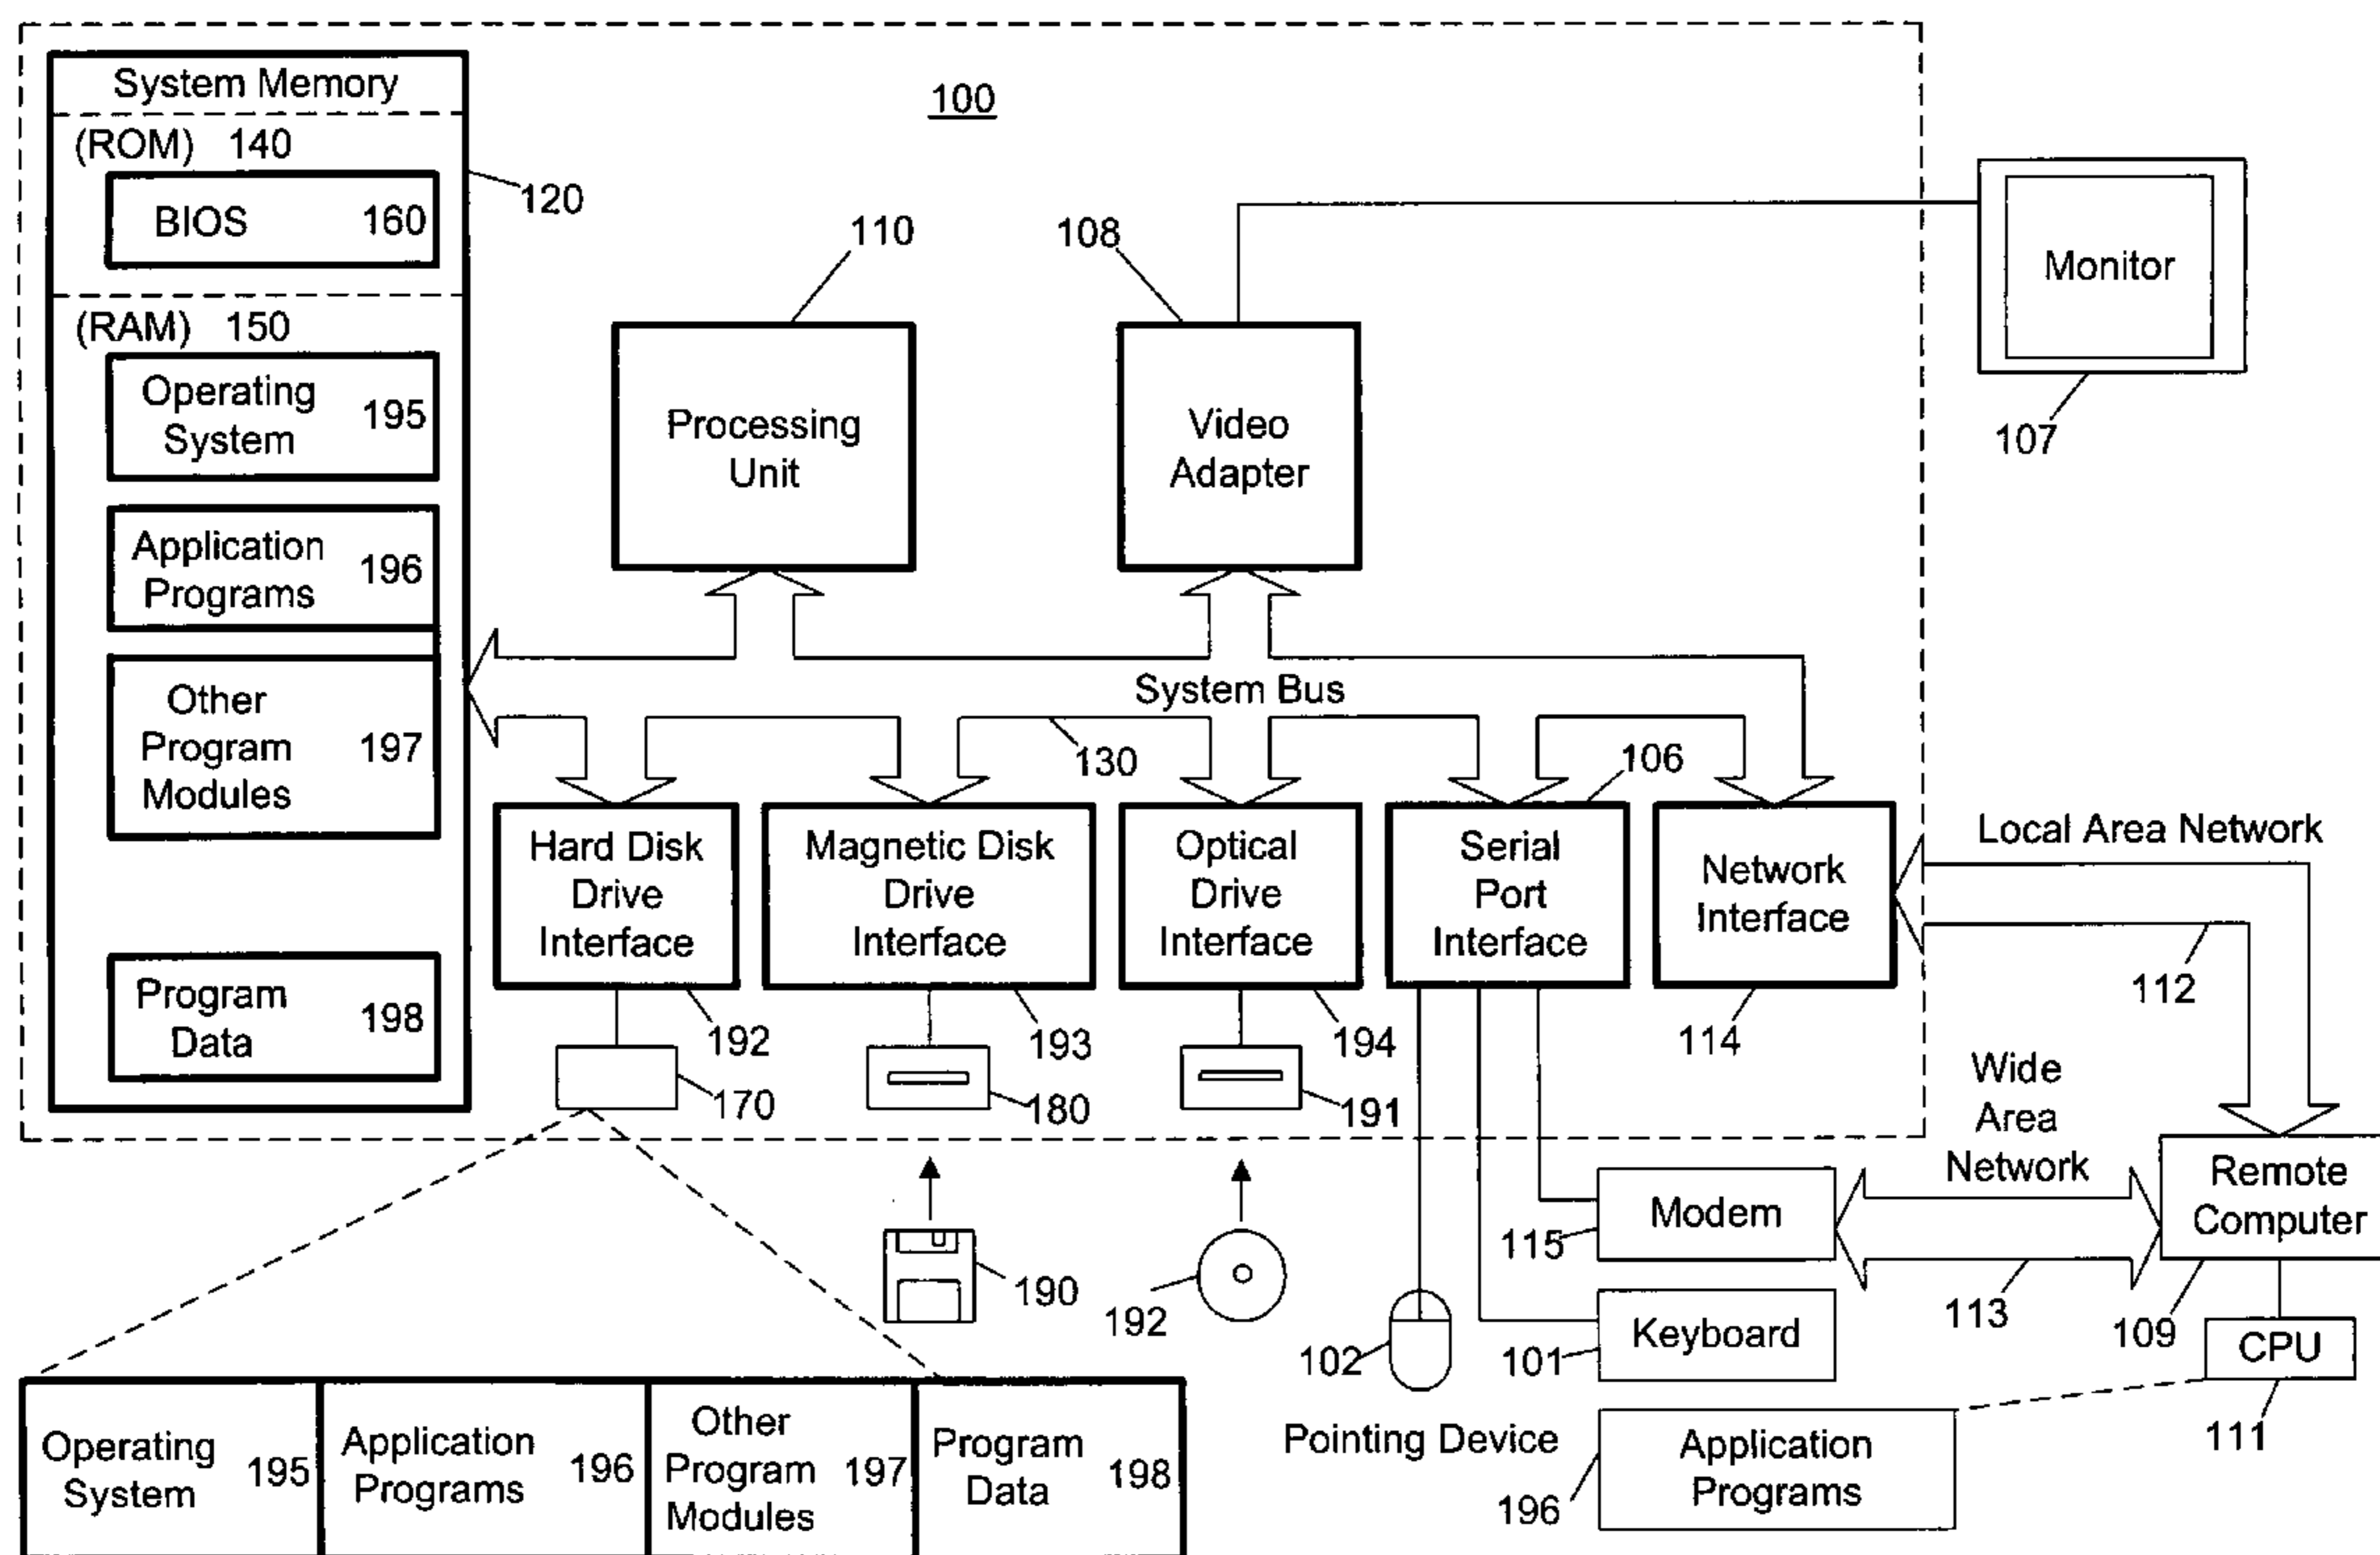 System Memory
(ROM) 140
BIOS 160
120
(RAM) 150
Operating
System
195
Application
Programs
196
Other
Program
Modules
197
Program
Data
198
100
110
Processing
Unit
108
Video
Adapter
Monitor
107
System Bus
130
106
Hard Disk
Drive
Interface
192
Magnetic Disk
Drive
Interface
193
Optical
Drive
Interface
194
Serial
Port
Interface
Network
Interface
114
Local Area Network
112
170
180
191
Wide
Area
Network
Remote
Computer
109
Modem
115
113
190
192
102
Keyboard
101
CPU
111
Pointing Device
Application
Programs
196
Operating
System
195
Application
Programs
196
Other
Program
Modules
197
Program
Data
198